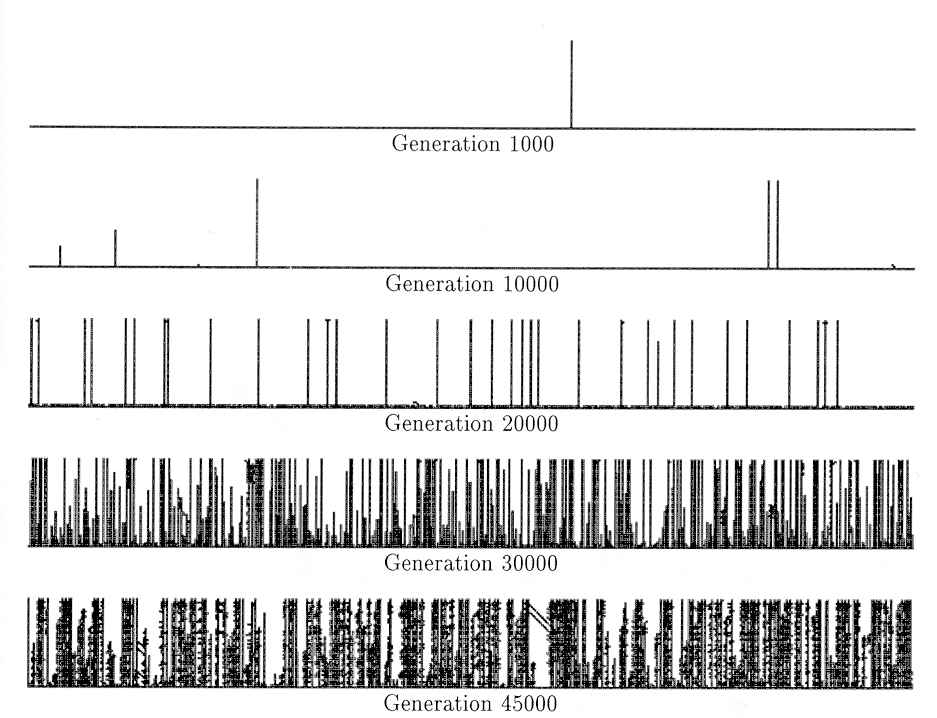 Generation 1000
Generation 10000
Generation 20000
Generation 30000
Generation 45000